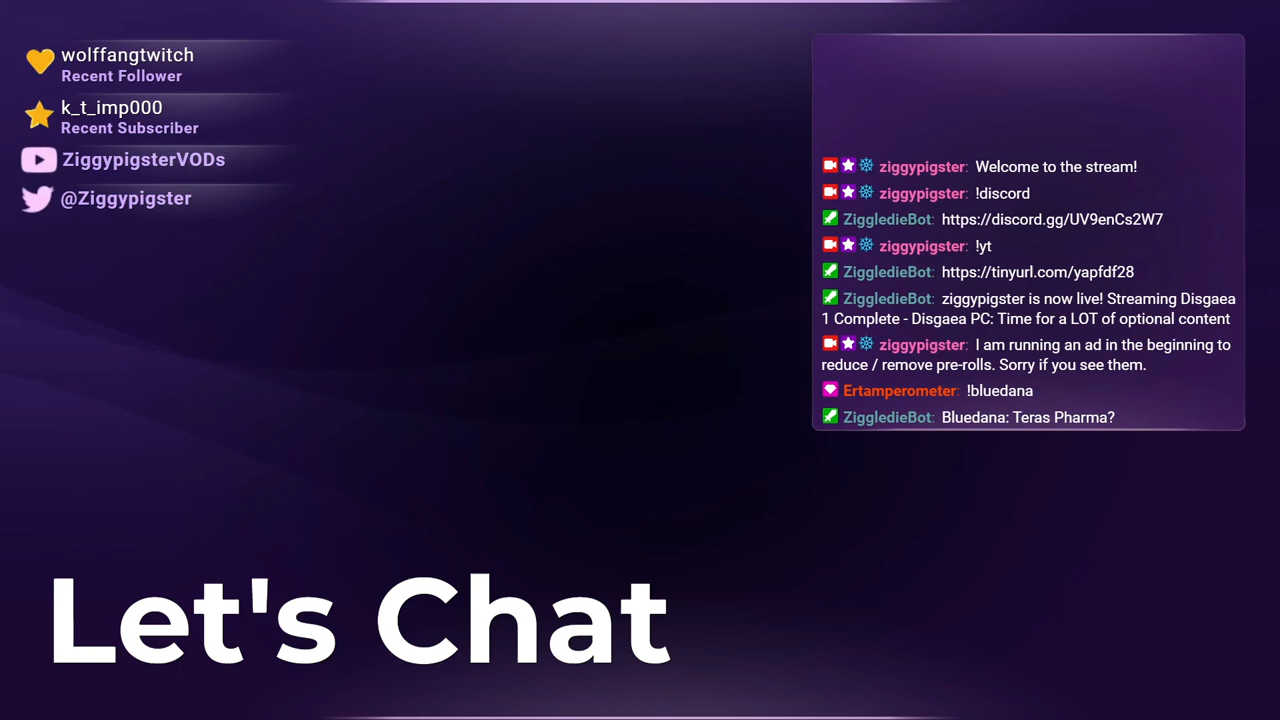 wolffangtwitch
Recent Follower
k_t_imp000
Recent Subscriber
ZiggypigsterVODs
@Ziggypigster
ziggypigster: Welcome to the stream!
ziggypigster: !discord
ZiggledieBot: https://discord.gg/UV9enCs2W7
ziggypigster: !yt
ZiggledieBot: https://tinyurl.com/yapfdf28
ZiggledieBot: ziggypigster is now live! Streaming Disgaea
1 Complete - Disgaea PC: Time for a LOT of optional content
ziggypigster: I am running an ad in the beginning to
reduce / remove pre-rolls. Sorry if you see them.
Ertamperometer: !bluedana
ZiggledieBot: Bluedana: Teras Pharma?
Let's Chat